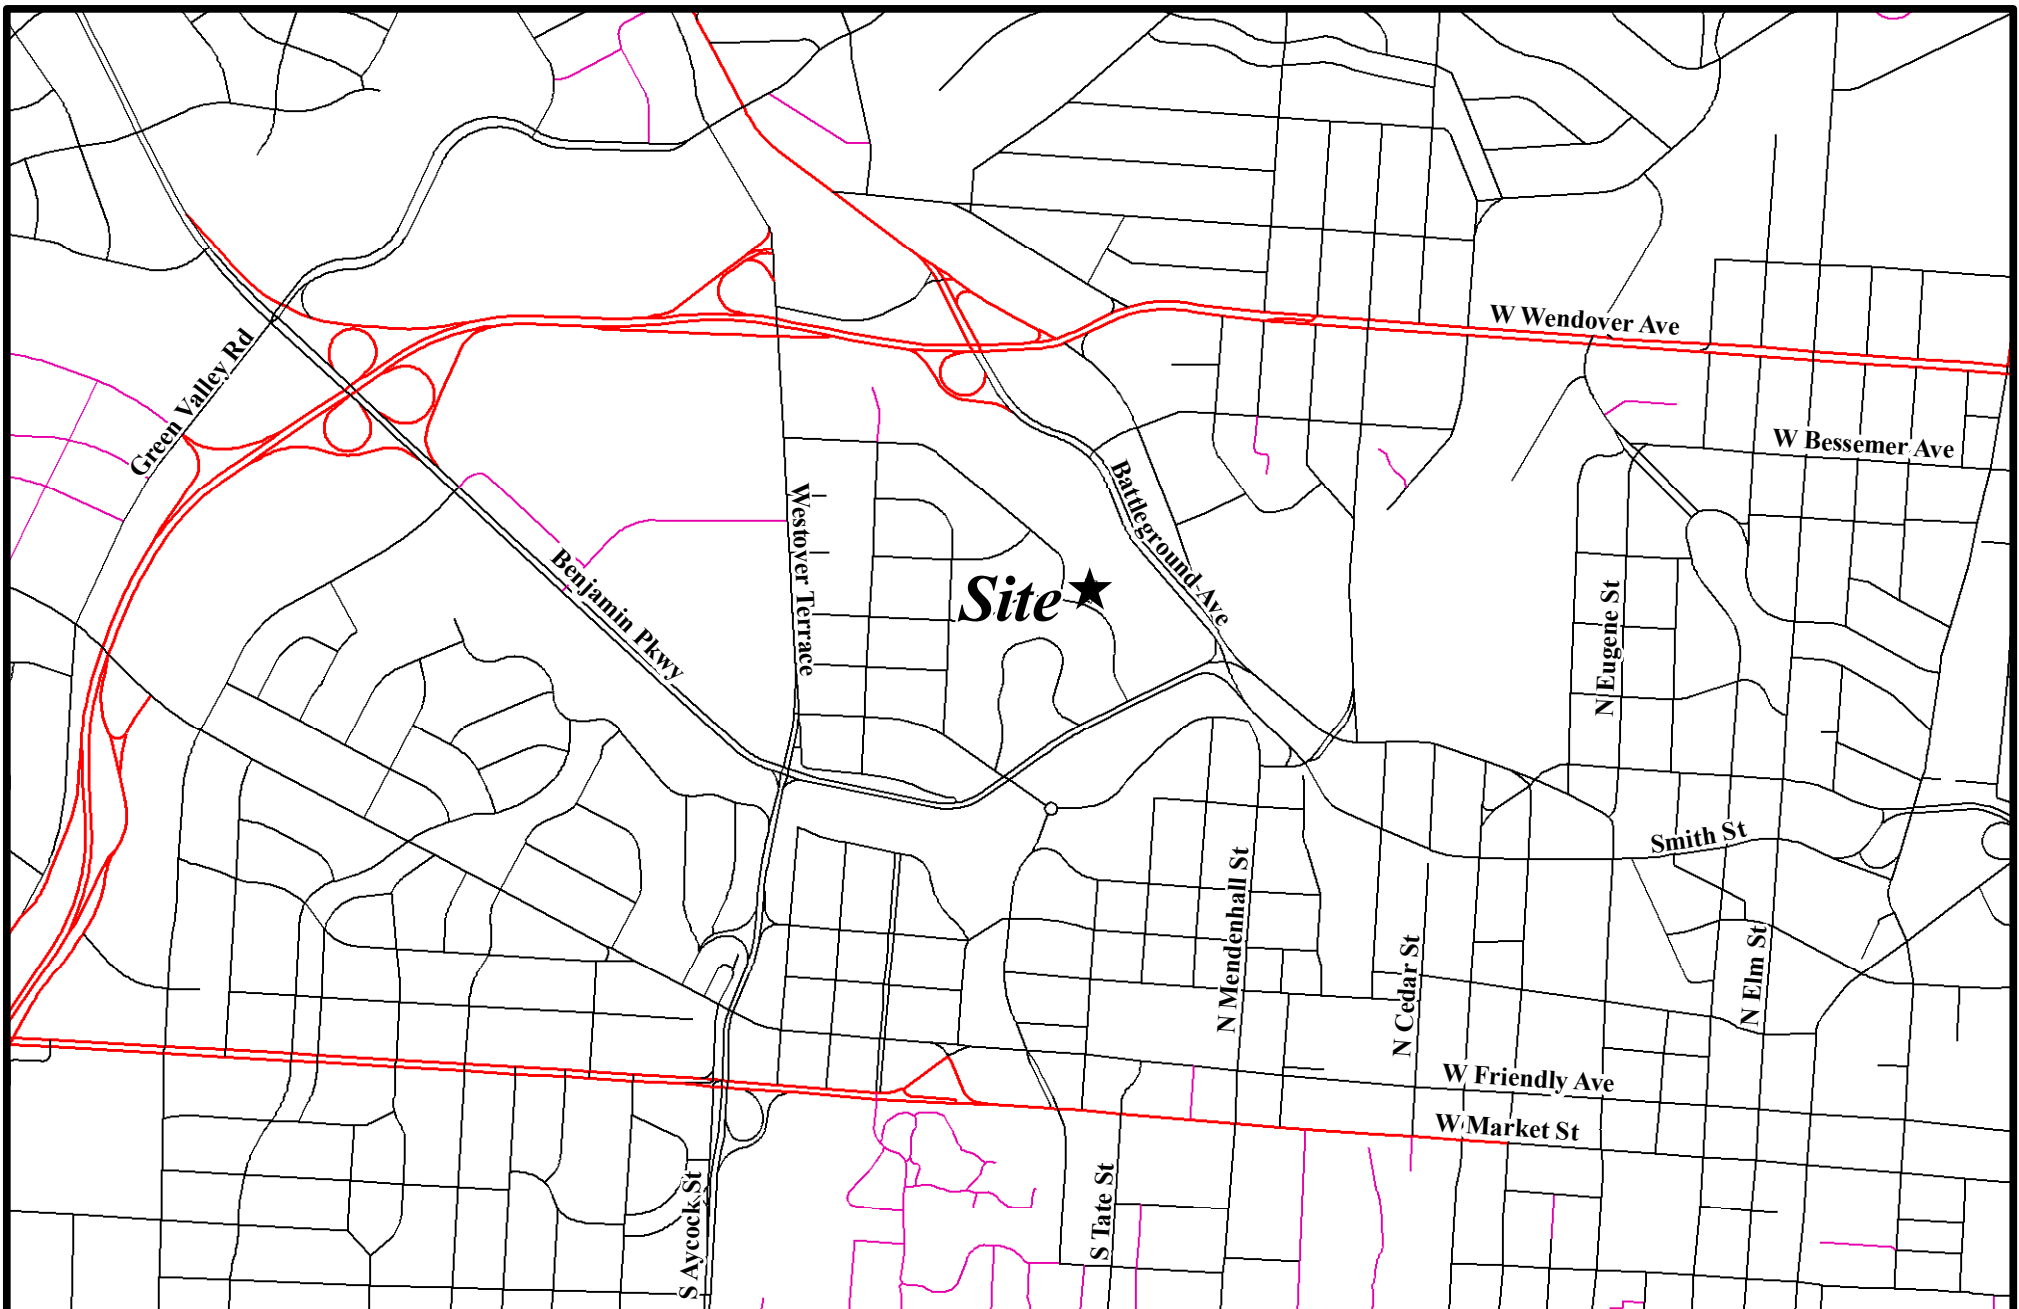 W Wendover Ave
Green Valley Rd
W Bessemer Ave
Battleground Ave
Westover Terrace
Benjamin Pkwy
Site
N Eugene St
Smith St
N Mendenhall St
N Cedar St
N Elm St
W Friendly Ave
W Market St
S Aycock St
S Tate St